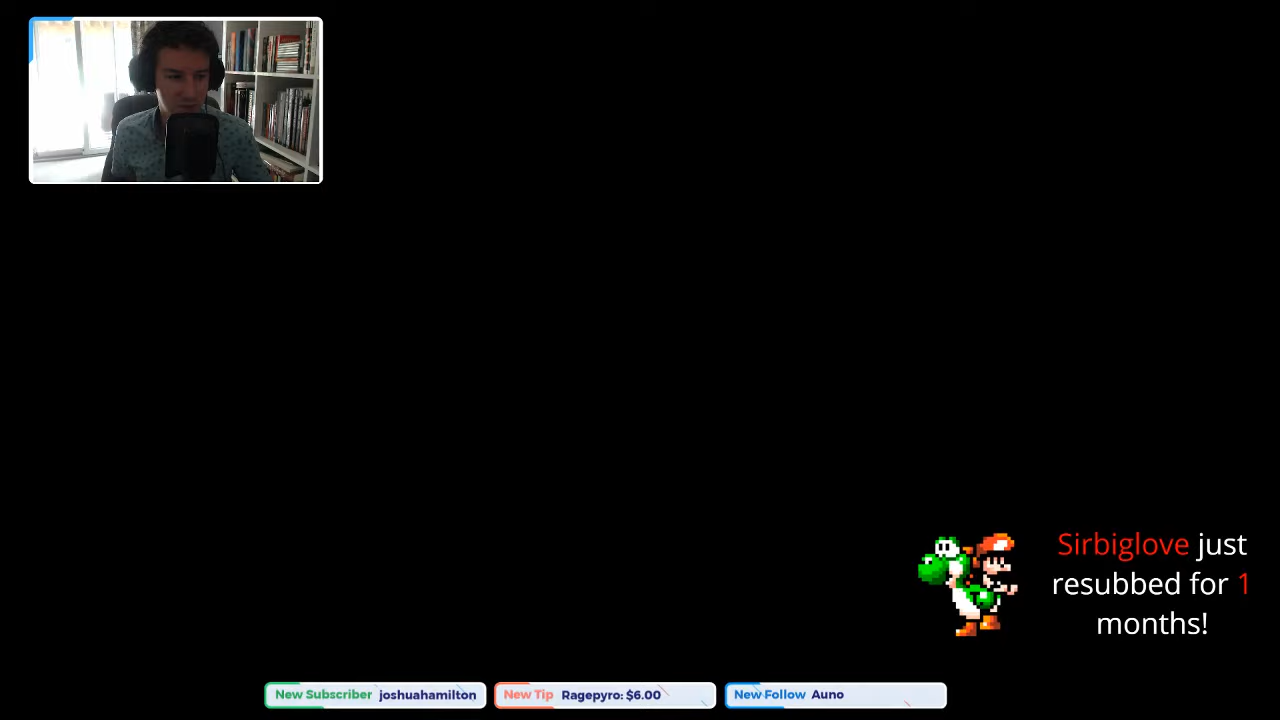 Sirbiglove just
resubbed for 1
months!
New Subscriber joshuahamilton
New Tip Ragepyro: $6.00
New Follow Auno